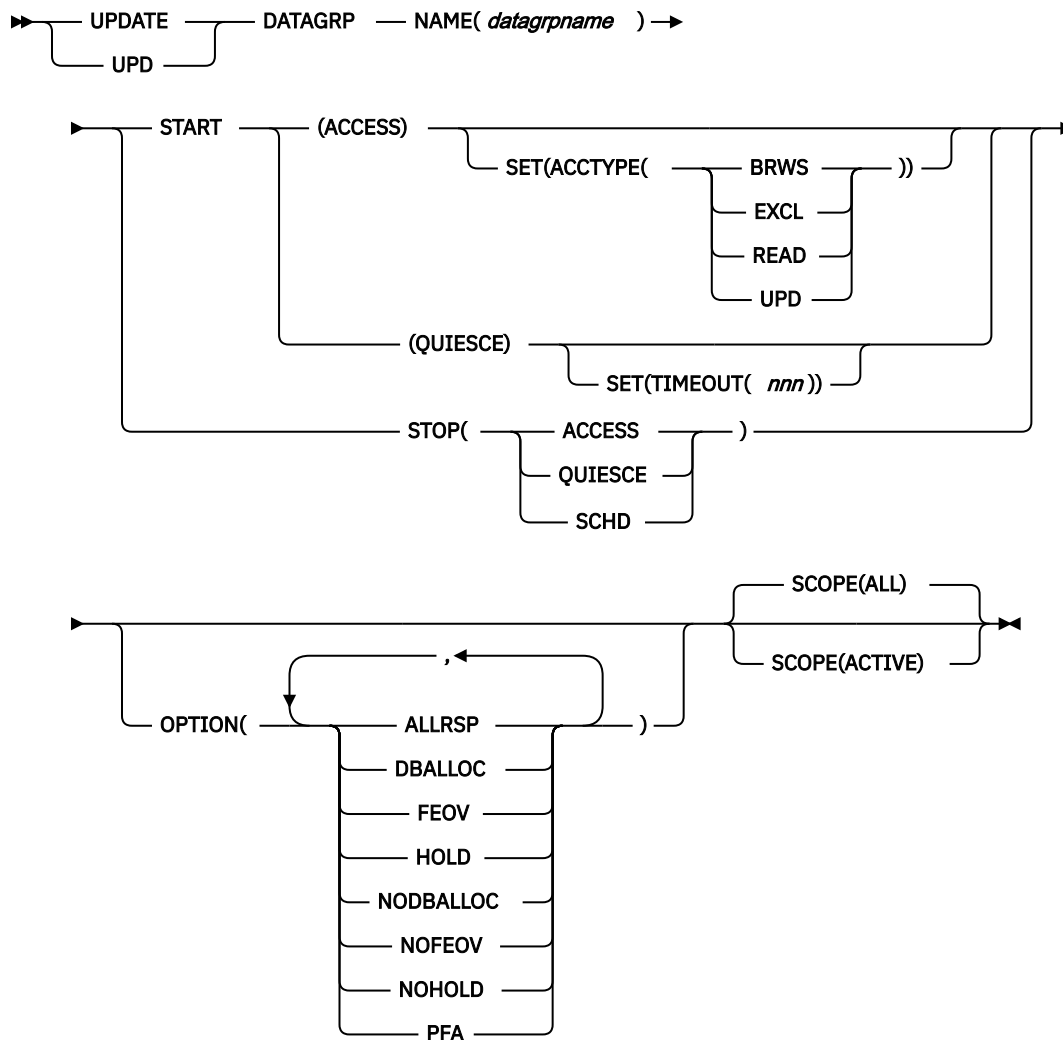 UPDATE DATAGRP NAME( datagrpname )
UPD
START (ACCESS)
SET(ACCTYPE( BRWS ))
EXCL
READ
UPD
(QUIESCE)
SET(TIMEOUT( nnn ))
STOP( ACCESS )
QUIESCE
SCHD
SCOPE(ALL)
SCOPE(ACTIVE)
,
OPTION( ALLRSP )
DBALLOC
FEOV
HOLD
NODBALLOC
NOFEOV
NOHOLD
PFA